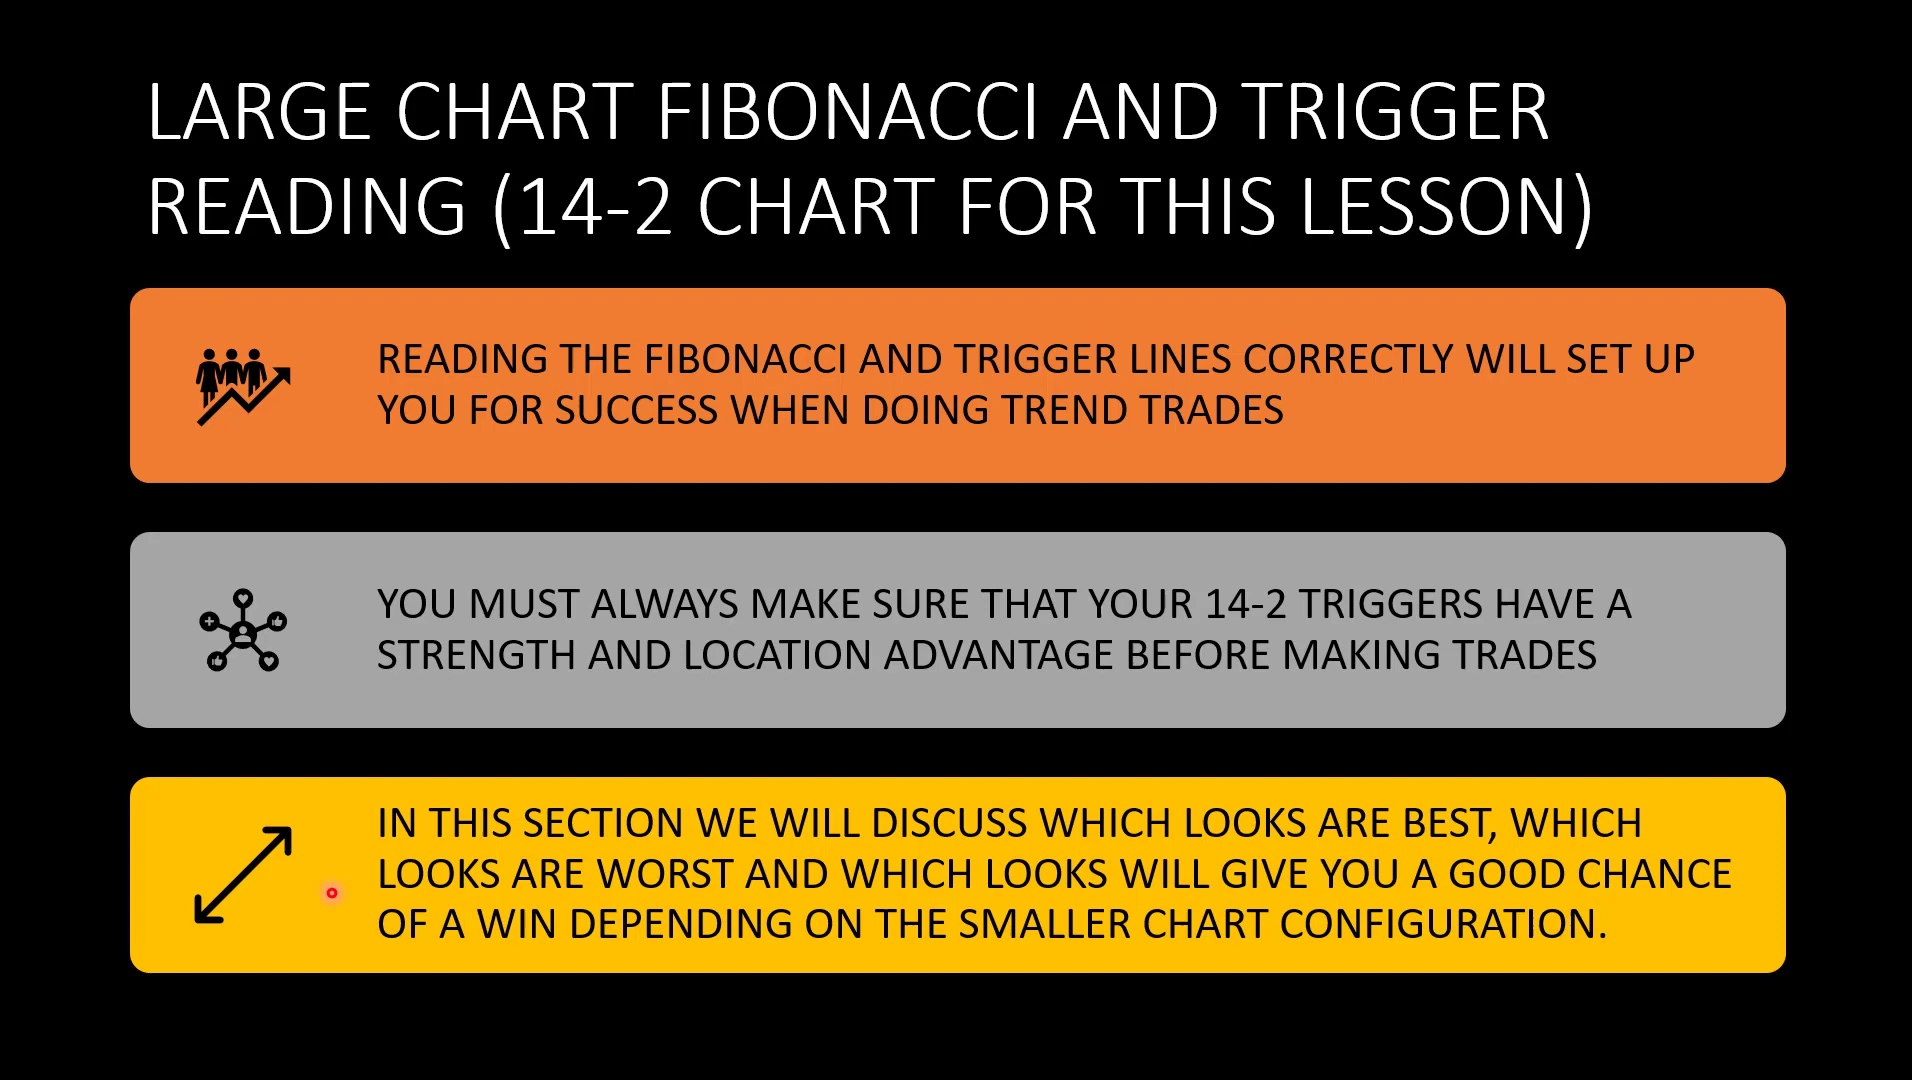 LARGE CHART FIBONACCI AND TRIGGER
READING (14-2 CHART FOR THIS LESSON)
READING THE FIBONACCI AND TRIGGER LINES CORRECTLY WILL SET UP
YOU FOR SUCCESS WHEN DOING TREND TRADES
YOU MUST ALWAYS MAKE SURE THAT YOUR 14-2 TRIGGERS HAVE A
STRENGTH AND LOCATION ADVANTAGE BEFORE MAKING TRADES
IN THIS SECTION WE WILL DISCUSS WHICH LOOKS ARE BEST, WHICH
LOOKS ARE WORST AND WHICH LOOKS WILL GIVE YOU A GOOD CHANCE
OF A WIN DEPENDING ON THE SMALLER CHART CONFIGURATION.